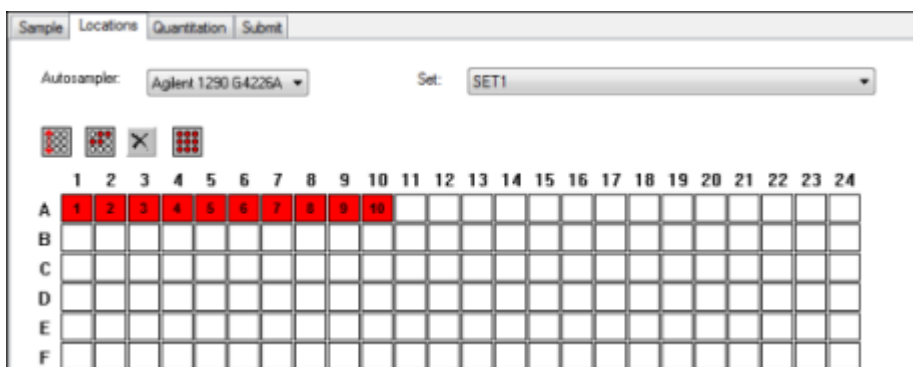 Sample Locations Quantitation Submit
Autosampler: Agilent 1290 G4226A Set: SET1
1 2 3 4 5 6 7 8 9 10 11 12 13 14 15 16 17 18 19 20 21 22 23 24
A 1 2 3 4 5 6 7 8 9 10
B
C
D
E
F